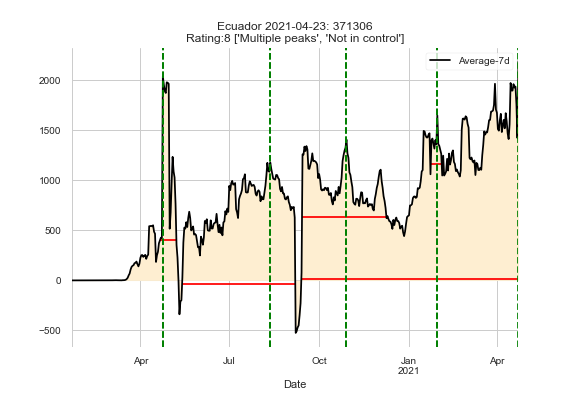 Ecuador 2021-04-23: 371306
Rating:8 ['Multiple peaks', 'Not in control']
Average-7d
2000
1500
1000
500
0
−500
Apr
Jul
Oct
Jan
2021
Apr
Date